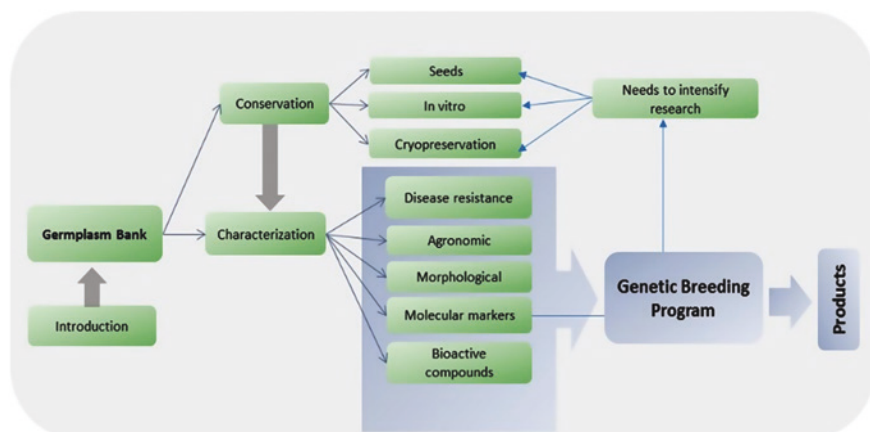 Seeds
Conservation
In vitro
Needs to intensify
research
Cryopreservation
Disease resistance
Germplasm Bank
Characterization
Agronomic
Morphological
Genetic Breeding
Program
Products
Introduction
Molecular markers
Bioactive
compounds